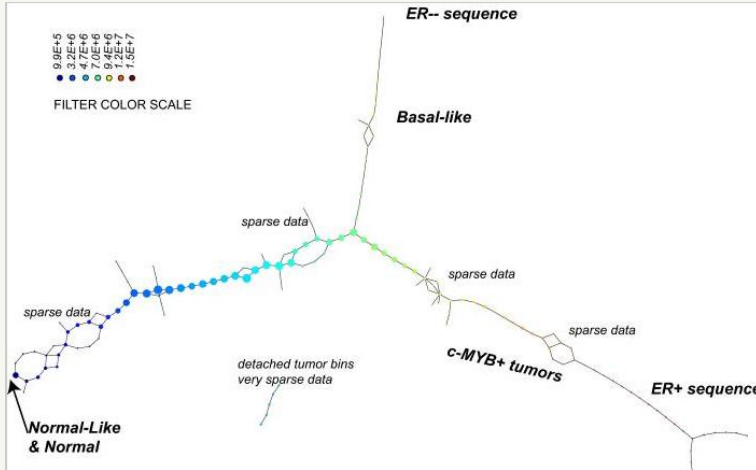 ER-- sequence
9.9E+5
3.2E+6
4.7E+6
7.0E+6
9.4E+6
1.2E+7
1.5E+7
FILTER COLOR SCALE
Basal-like
sparse data
sparse data
sparse data
sparse data
c-MYB+ tumors
detached tumor bins
very sparse data
ER+ sequence
Normal-Like
& Normal